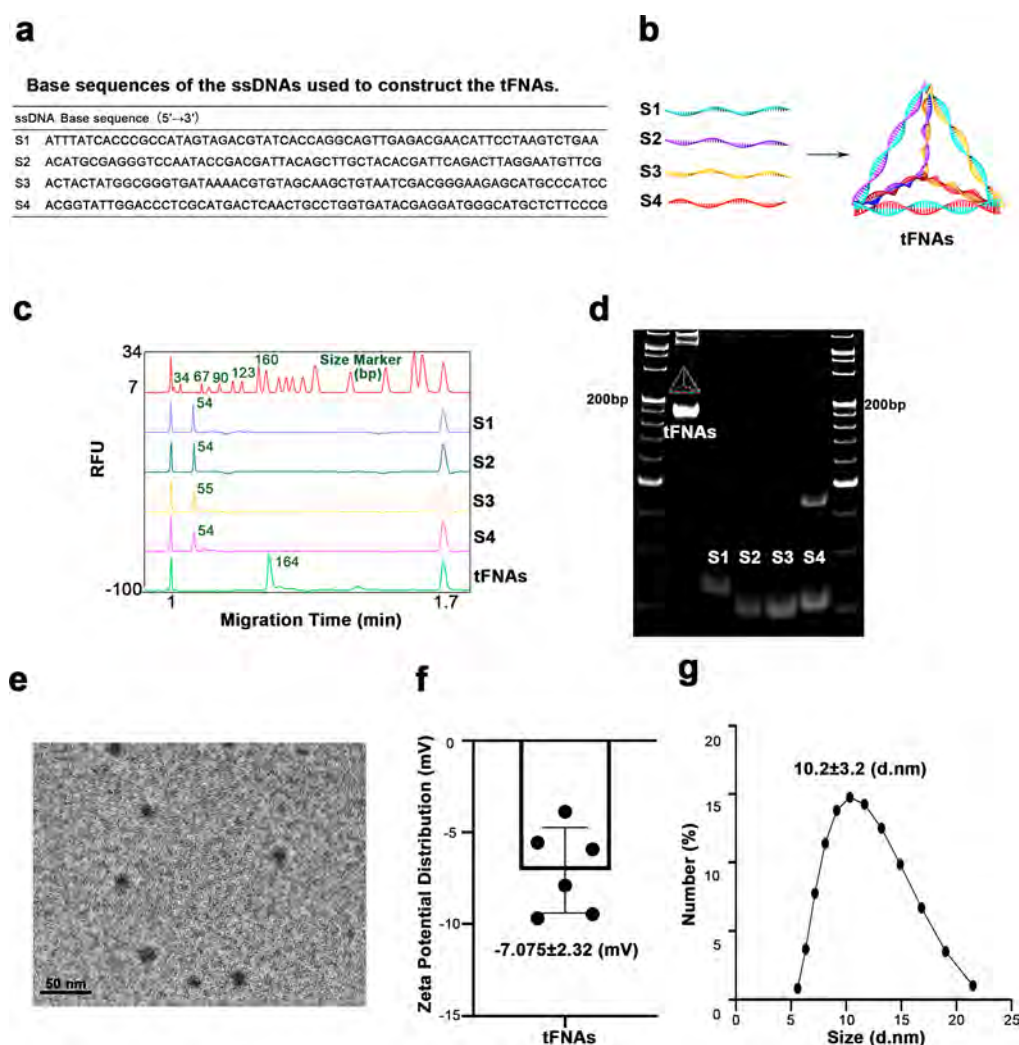 a
Base sequences of the ssDNAs used to construct the tFNAs.
ssDNA Base sequence (5'→3')
S1 ATTTATCACCCGCCATAGTAGACGTATCACCAGGCAGTTGAGACGAACATTCCTAAGTCTGAA
S2 ACATGCGAGGGTCCAATACCGACGATTACAGCTTGCTACACGATTCAGACTTAGGAATGTTCG
S3 ACTACTATGGCGGGTGATAAAACGTGTAGCAAGCTGTAATCGACGGGAAGAGCATGCCCATCC
S4 ACGGTATTGGACCCTCGCATGACTCAACTGCCTGGTGATACGAGGATGGGCATGCTCTTCCCG
b
S1
S2
S3
S4
tFNAs
c
34
7
RFU
-100
34 67 90 123 160
Size Marker
(bp)
54
S1
54
S2
55
S3
54
S4
164
tFNAs
1
1.7
Migration Time (min)
d
200bp
200bp
tFNAs
S1 S2 S3 S4
e
50 nm
f
Zeta Potential Distribution (mV)
0
-5
-10
-15
-7.075±2.32 (mV)
tFNAs
g
Number (%)
20
15
10
5
0
10.2±3.2 (d.nm)
0 5 10 15 20 25
Size (d.nm)